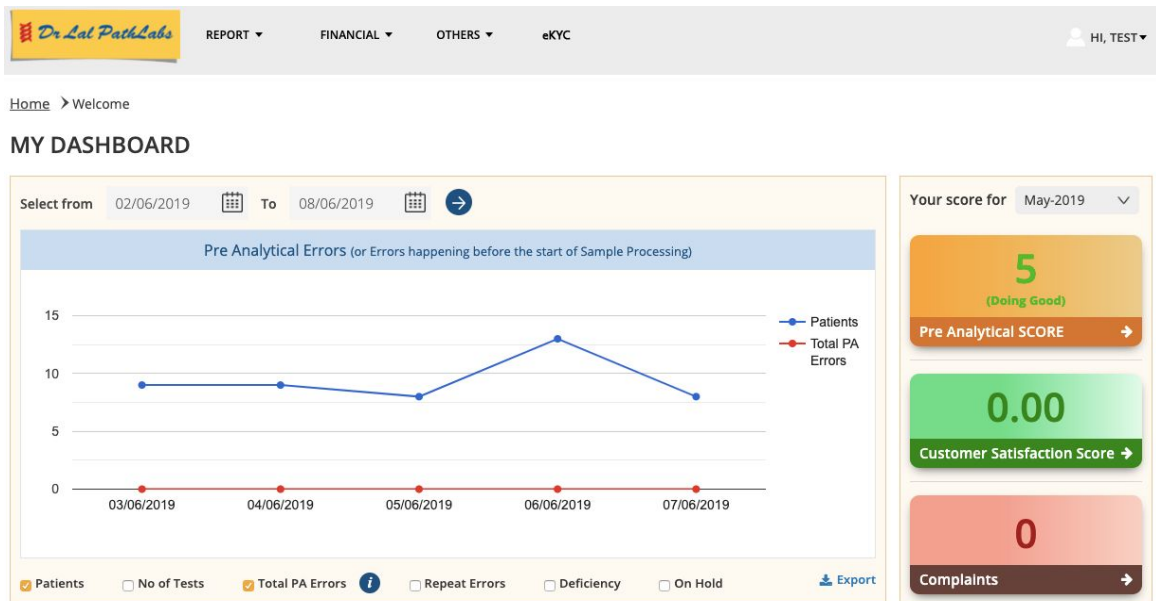 Dr Lal PathLabs REPORT FINANCIAL OTHERS eKYC HI, TEST
Home Welcome
MY DASHBOARD
Select from 02/06/2019 To 08/06/2019
Pre Analytical Errors (or Errors happening before the start of Sample Processing)
15
10
5
0
03/06/2019 04/06/2019 05/06/2019 06/06/2019 07/06/2019
Patients
Total PA
Errors
Patients No of Tests Total PA Errors i Repeat Errors Deficiency On Hold Export
Your score for May-2019
5
(Doing Good)
Pre Analytical SCORE
0.00
Customer Satisfaction Score
0
Complaints